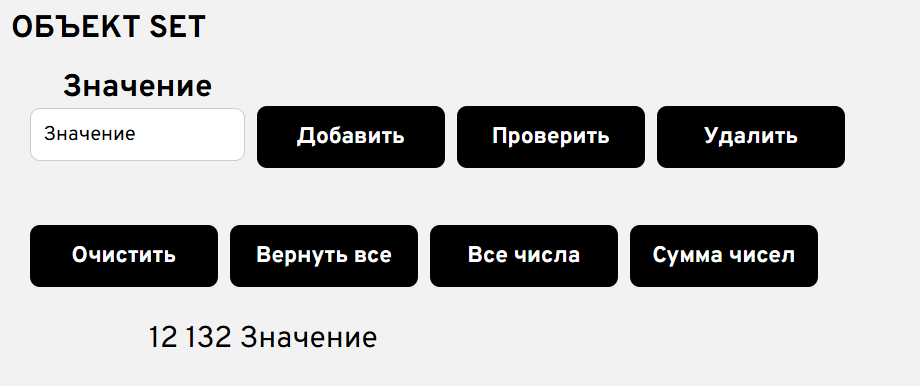 ОБЪЕКТ SET
Значение
Значение Добавить Проверить Удалить
Очистить Вернуть все Все числа Сумма чисел
12 132 Значение